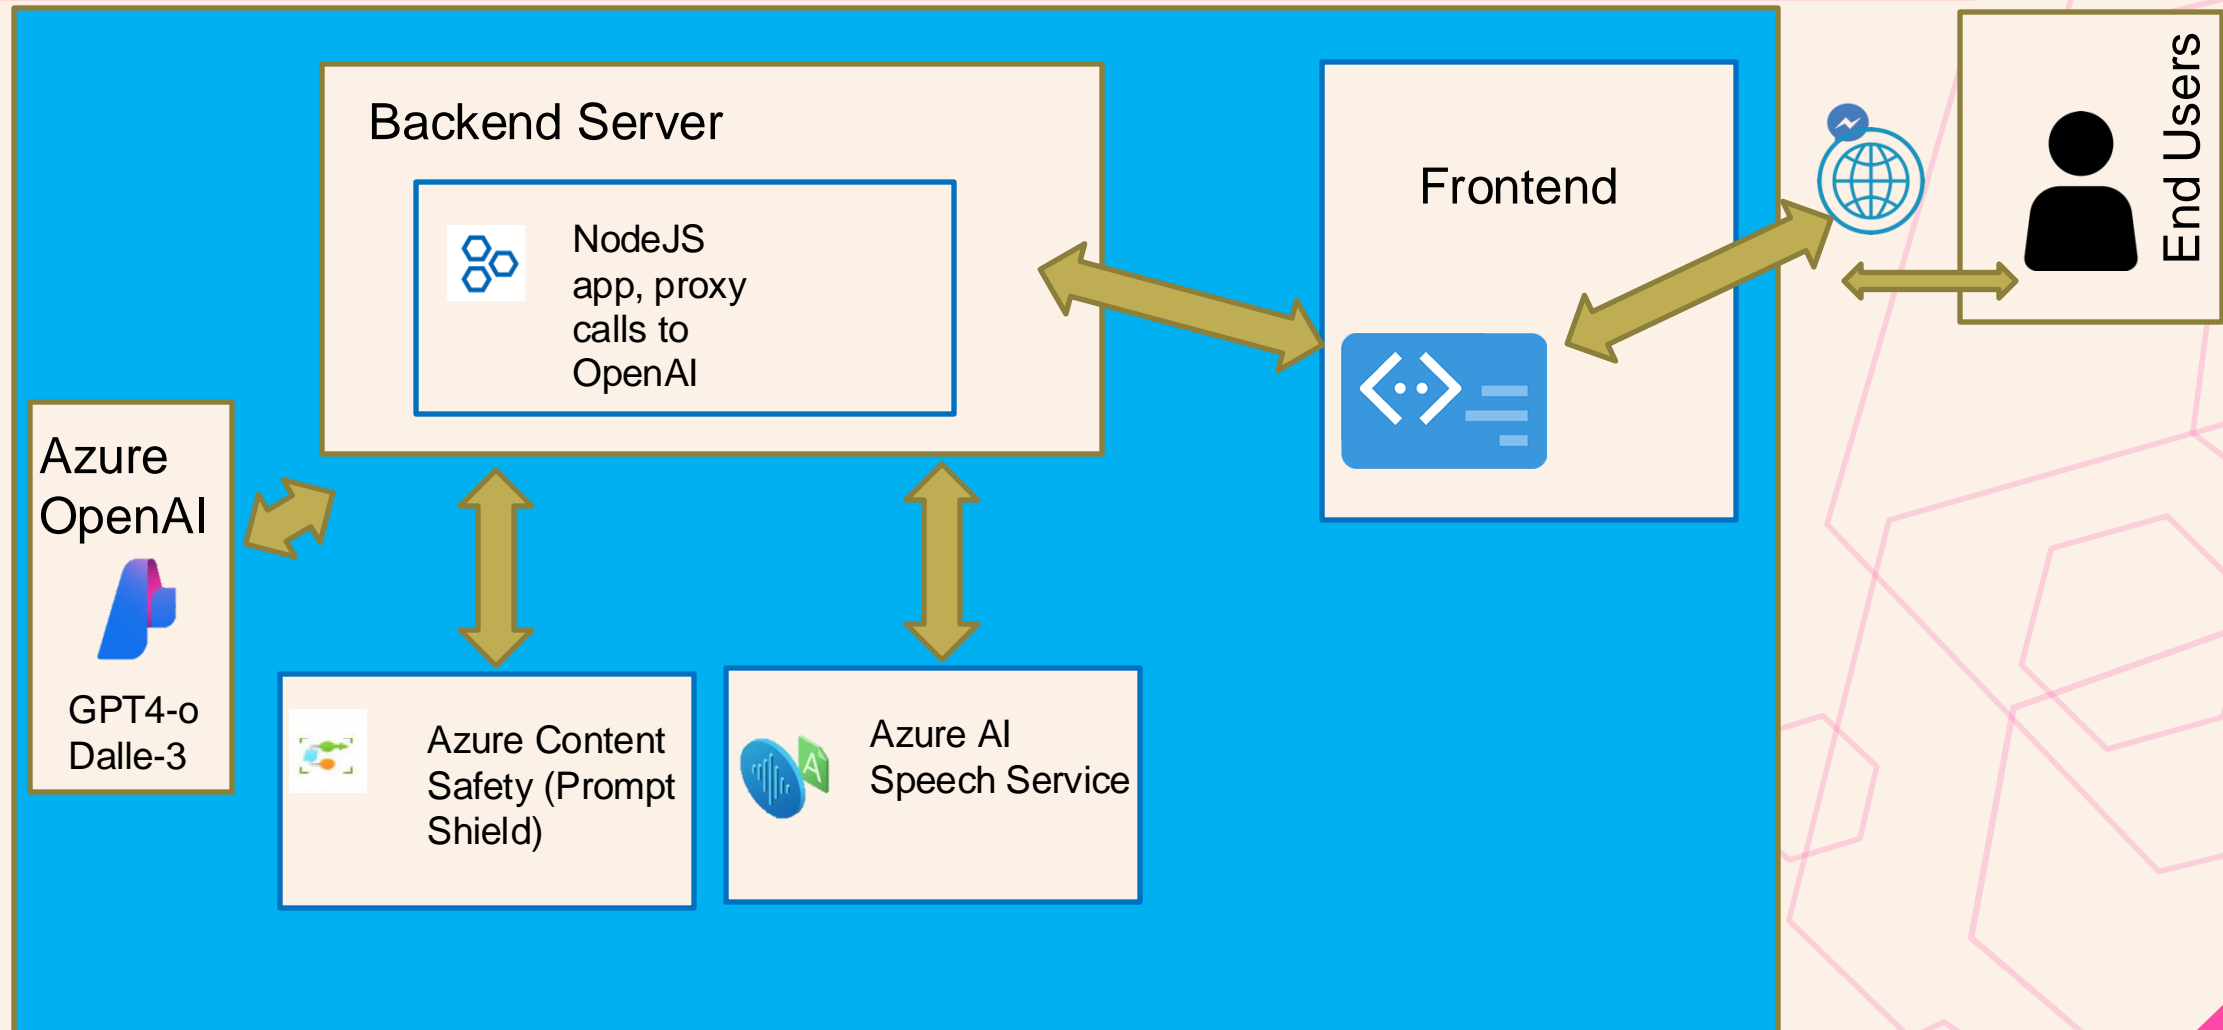 Backend Server
NodeJS
app, proxy
calls to
OpenAI
Frontend
End Users
Azure
OpenAI
GPT4-o
Dalle-3
Azure Content
Safety (Prompt
Shield)
Azure AI
Speech Service
A